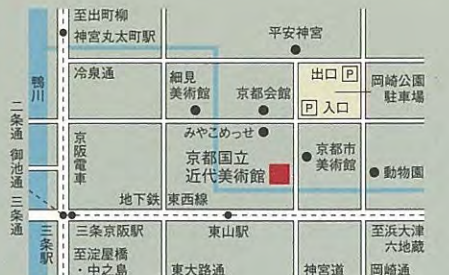 至出町柳
神宮丸太町駅
平安神宮
鴨川
冷泉通
細見
美術館
京都会館
出口 P
P 入口
岡崎公園
駐車場
二条通
御池通
三条通
京阪電車
みやこめっせ
京都国立
近代美術館
京都市
美術館
動物園
地下鉄 東西線
三条駅
三条京阪駅
東山駅
至浜大津
六地蔵
至淀屋橋
・中之島
東大路通
神宮道
岡崎通